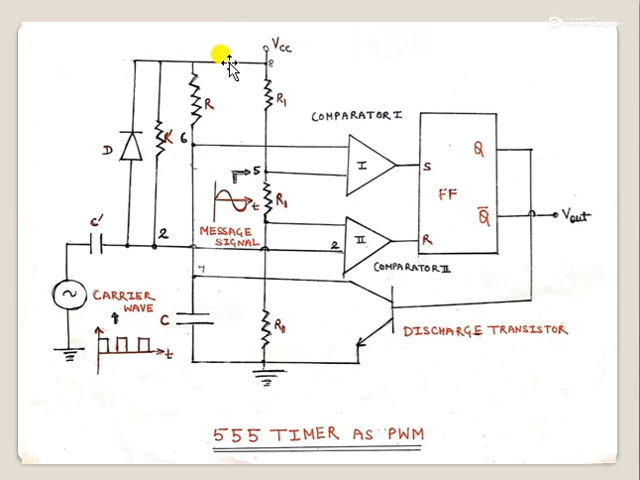 Vcc
8
R1
COMPARATOR I
R
D
R'
6
I
S
Q
5
FF
R1
t
MESSAGE
SIGNAL
Q̅
Vout
C'
2
2
II
R
COMPARATOR II
7
CARRIER
WAVE
C
R1
DISCHARGE TRANSISTOR
t
555 TIMER AS PWM